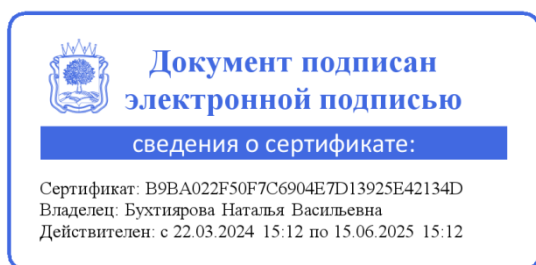 Документ подписан
электронной подписью
сведения о сертификате:
Сертификат: B9BA022F50F7C6904E7D13925E42134D
Владелец: Бухтиярова Наталья Васильевна
Действителен: с 22.03.2024 15:12 по 15.06.2025 15:12